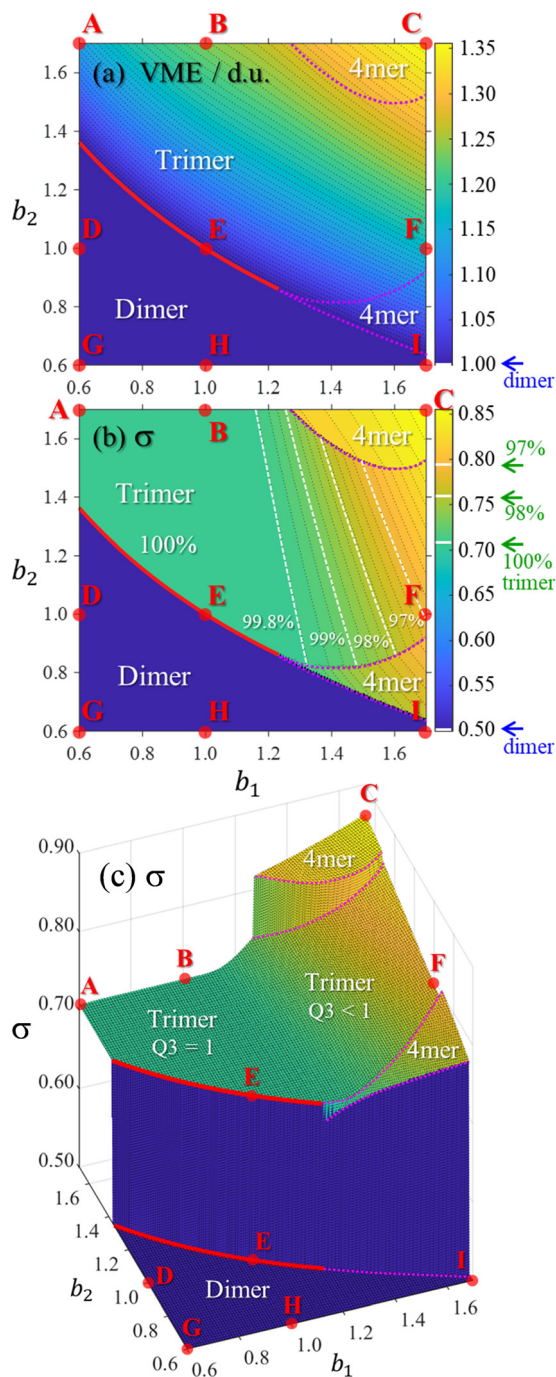 A B C
1.6 (a) VME / d.u. 4mer 1.35
1.30
1.4 Trimer 1.25
1.2 1.20
b₂ D E F 1.15
1.0
1.10
0.8 Dimer 4mer 1.05
G H I
0.6 1.00
dimer
0.6 0.8 1.0 1.2 1.4 1.6
A B C 0.85
1.6 (b) σ 4mer 97%
0.80
Trimer 98%
1.4 0.75
100% 0.70 100%
1.2 trimer
b₂ D E F 0.65
1.0
99.8% 99% 98% 97% 0.60
0.8 Dimer 4mer 0.55
G H I
0.6 0.50
dimer
0.6 0.8 1.0 1.2 1.4 1.6
b₁
C
0.90
(c) σ 4mer
0.80
B F
A Trimer
0.70 Trimer Q3 < 1
σ Q3 = 1 4mer
E
0.60
0.50
1.6
1.4 E
b₂ 1.2 D I
1.0 Dimer 1.6
0.8 G H 1.4
0.6 1.2 b₁
0.6 0.8 1.0